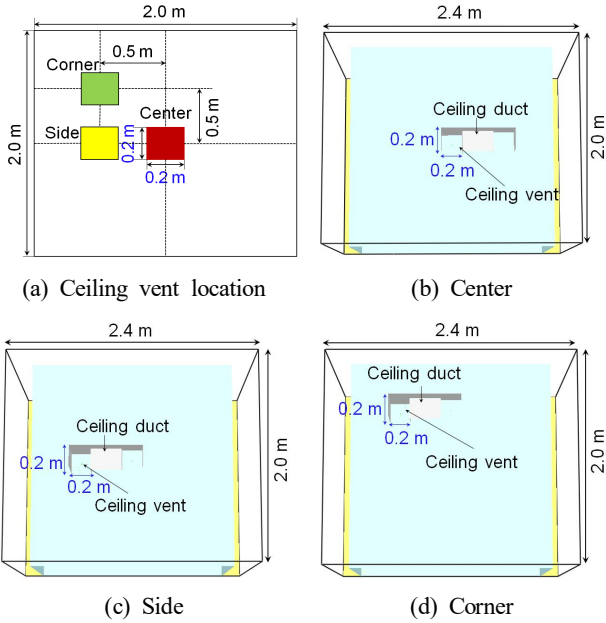 2.0 m
0.5 m
Corner
Center
0.5 m
Side
0.2 m
0.2 m
2.0 m
(a) Ceiling vent location
2.4 m
Ceiling duct
0.2 m
0.2 m
Ceiling vent
2.0 m
(b) Center
2.4 m
Ceiling duct
0.2 m
0.2 m
Ceiling vent
2.0 m
(c) Side
2.4 m
Ceiling duct
0.2 m
0.2 m
Ceiling vent
2.0 m
(d) Corner